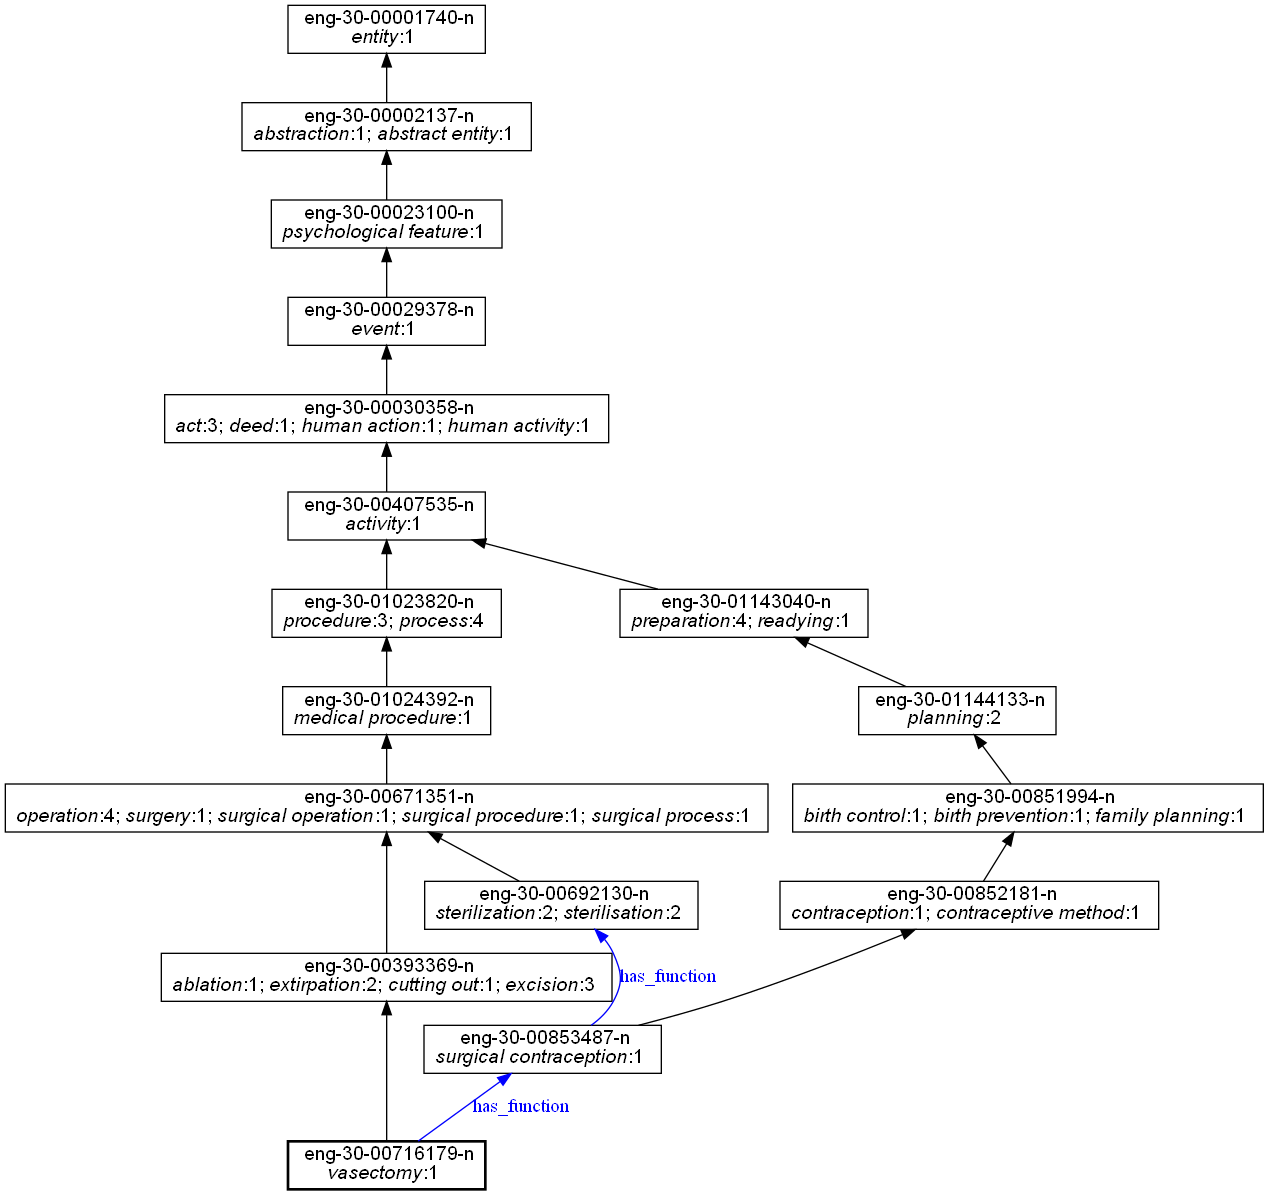 eng-30-00001740-n
entity:1
eng-30-00002137-n
abstraction:1; abstract entity:1
eng-30-00023100-n
psychological feature:1
eng-30-00029378-n
event:1
eng-30-00030358-n
act:3; deed:1; human action:1; human activity:1
eng-30-00407535-n
activity:1
eng-30-01023820-n
procedure:3; process:4
eng-30-01143040-n
preparation:4; readying:1
eng-30-01024392-n
medical procedure:1
eng-30-01144133-n
planning:2
eng-30-00671351-n
operation:4; surgery:1; surgical operation:1; surgical procedure:1; surgical process:1
eng-30-00851994-n
birth control:1; birth prevention:1; family planning:1
eng-30-00692130-n
sterilization:2; sterilisation:2
eng-30-00852181-n
contraception:1; contraceptive method:1
eng-30-00393369-n
ablation:1; extirpation:2; cutting out:1; excision:3
has_function
eng-30-00853487-n
surgical contraception:1
has_function
eng-30-00716179-n
vasectomy:1